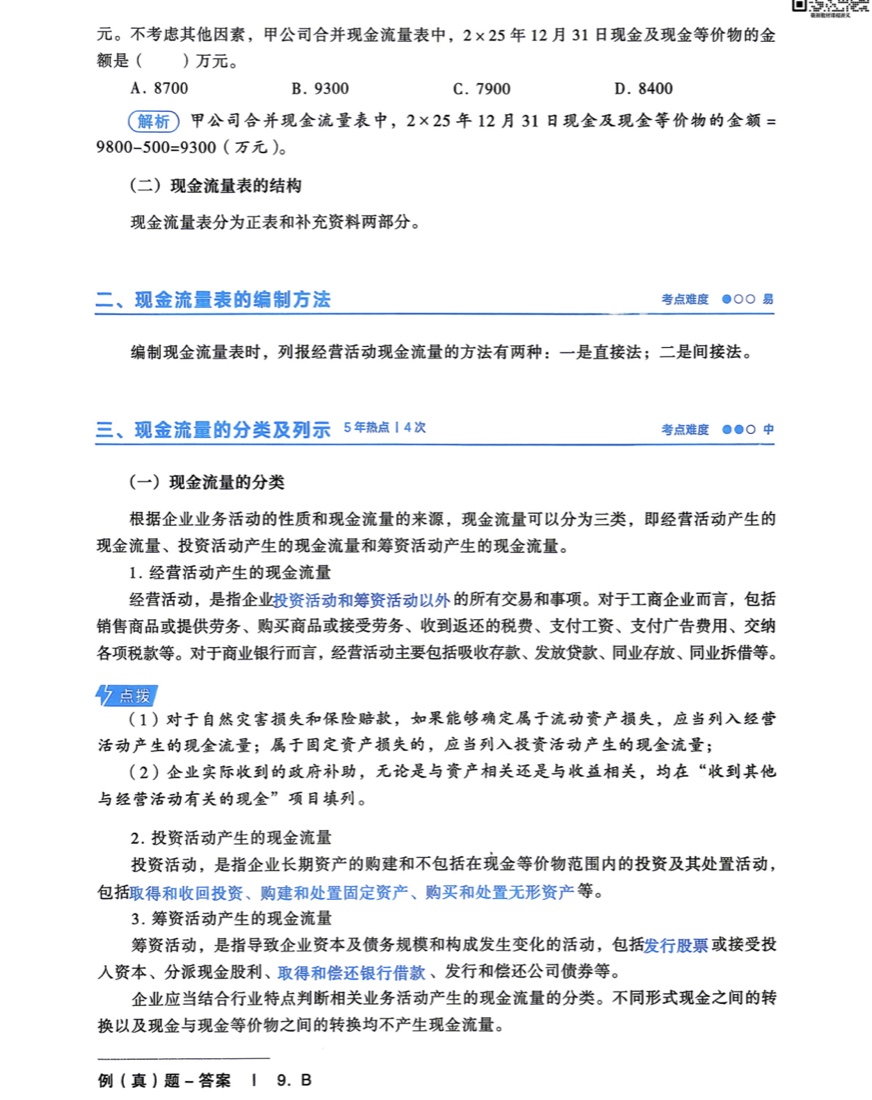 最新教材课程讲义
元。不考虑其他因素，甲公司合并现金流量表中，2×25年12月31日现金及现金等价物的金
额是（　　）万元。
A. 8700　B. 9300　C. 7900　D. 8400
解析 甲公司合并现金流量表中，2×25年12月31日现金及现金等价物的金额=
9800-500=9300（万元）。
（二）现金流量表的结构
现金流量表分为正表和补充资料两部分。
二、现金流量表的编制方法　考点难度 ●○○ 易
编制现金流量表时，列报经营活动现金流量的方法有两种：一是直接法；二是间接法。
三、现金流量的分类及列示 5年热点|4次　考点难度 ●●○ 中
（一）现金流量的分类
根据企业业务活动的性质和现金流量的来源，现金流量可以分为三类，即经营活动产生的
现金流量、投资活动产生的现金流量和筹资活动产生的现金流量。
1. 经营活动产生的现金流量
经营活动，是指企业投资活动和筹资活动以外的所有交易和事项。对于工商企业而言，包括
销售商品或提供劳务、购买商品或接受劳务、收到返还的税费、支付工资、支付广告费用、交纳
各项税款等。对于商业银行而言，经营活动主要包括吸收存款、发放贷款、同业存放、同业拆借等。
点拨
（1）对于自然灾害损失和保险赔款，如果能够确定属于流动资产损失，应当列入经营
活动产生的现金流量；属于固定资产损失的，应当列入投资活动产生的现金流量；
（2）企业实际收到的政府补助，无论是与资产相关还是与收益相关，均在“收到其他
与经营活动有关的现金”项目填列。
2. 投资活动产生的现金流量
投资活动，是指企业长期资产的购建和不包括在现金等价物范围内的投资及其处置活动，
包括取得和收回投资、购建和处置固定资产、购买和处置无形资产等。
3. 筹资活动产生的现金流量
筹资活动，是指导致企业资本及债务规模和构成发生变化的活动，包括发行股票或接受投
入资本、分派现金股利、取得和偿还银行借款、发行和偿还公司债券等。
企业应当结合行业特点判断相关业务活动产生的现金流量的分类。不同形式现金之间的转
换以及现金与现金等价物之间的转换均不产生现金流量。
例（真）题-答案　|　9. B